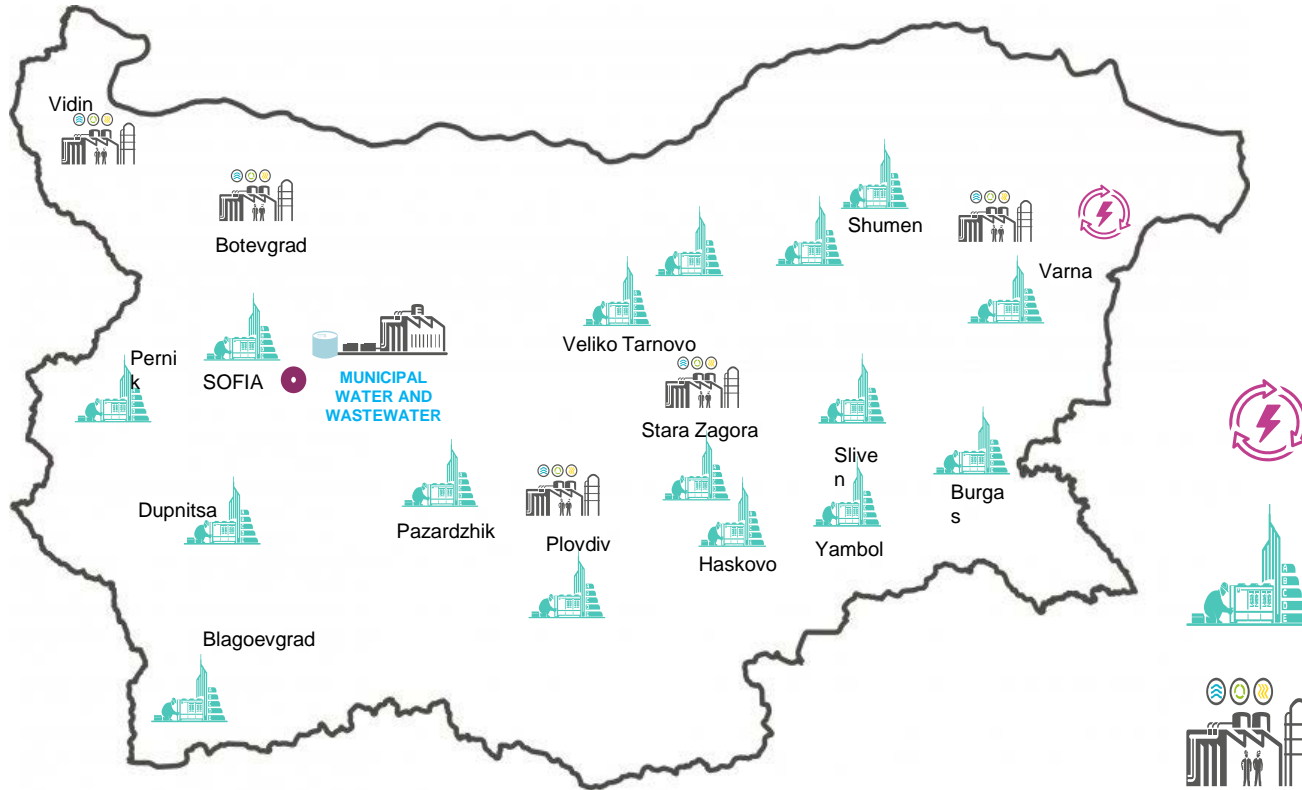 Vidin
Botevgrad
Shumen
Varna
Veliko Tarnovo
Perni
k
SOFIA
MUNICIPAL
WATER AND
WASTEWATER
Stara Zagora
Slive
n
Burga
s
Dupnitsa
Pazardzhik
Plovdiv
Haskovo
Yambol
Blagoevgrad